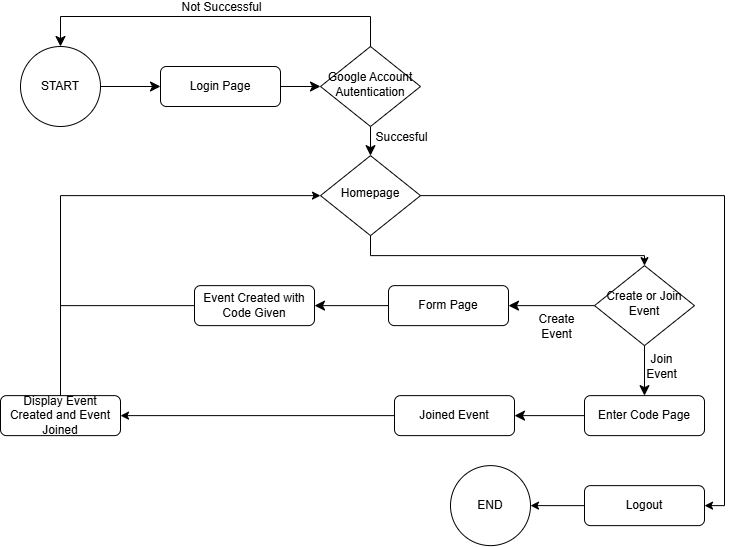 Not Successful
START
Login Page
Google Account
Autentication
Succesful
Homepage
Event Created with
Code Given
Form Page
Create or Join
Event
Create
Event
Join
Event
Display Event
Created and Event
Joined
Joined Event
Enter Code Page
END
Logout